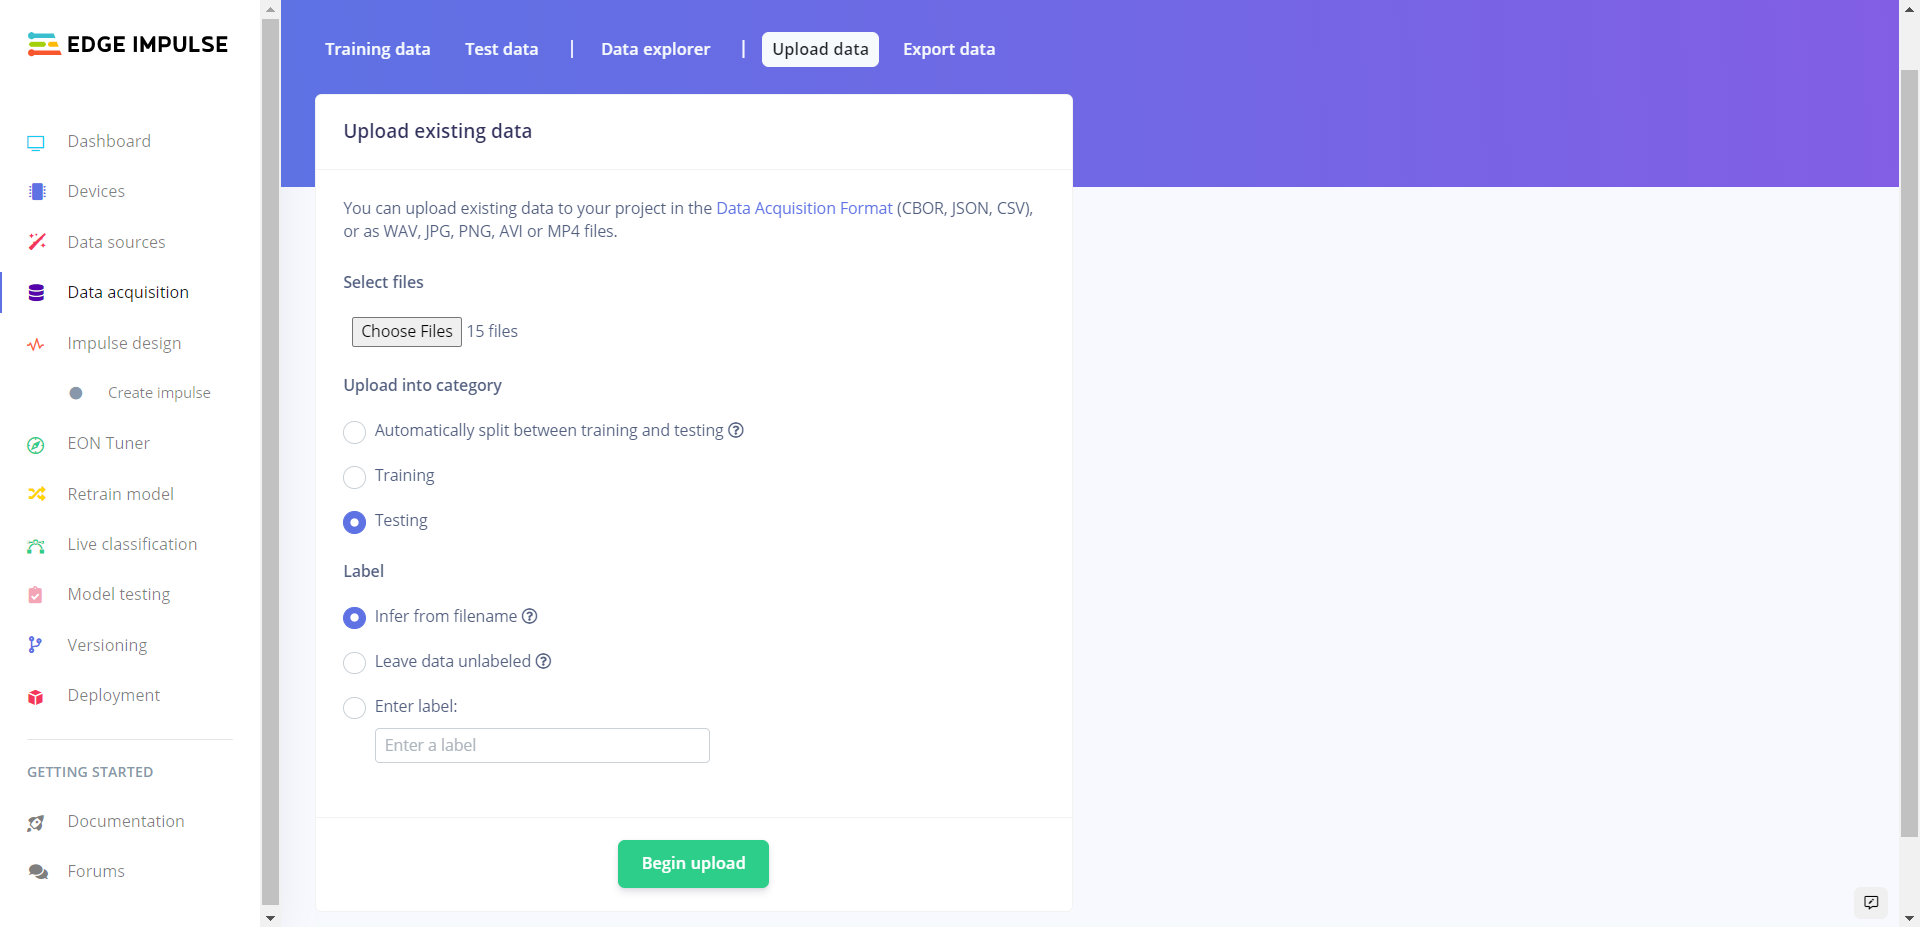 EDGE IMPULSE
Dashboard
Devices
Data sources
Data acquisition
Impulse design
Create impulse
EON Tuner
Retrain model
Live classification
Model testing
Versioning
Deployment
GETTING STARTED
Documentation
Forums
Training data Test data | Data explorer | Upload data Export data
Upload existing data
You can upload existing data to your project in the Data Acquisition Format (CBOR, JSON, CSV),
or as WAV, JPG, PNG, AVI or MP4 files.
Select files
Choose Files 15 files
Upload into category
Automatically split between training and testing ?
Training
Testing
Label
Infer from filename ?
Leave data unlabeled ?
Enter label:
Enter a label
Begin upload